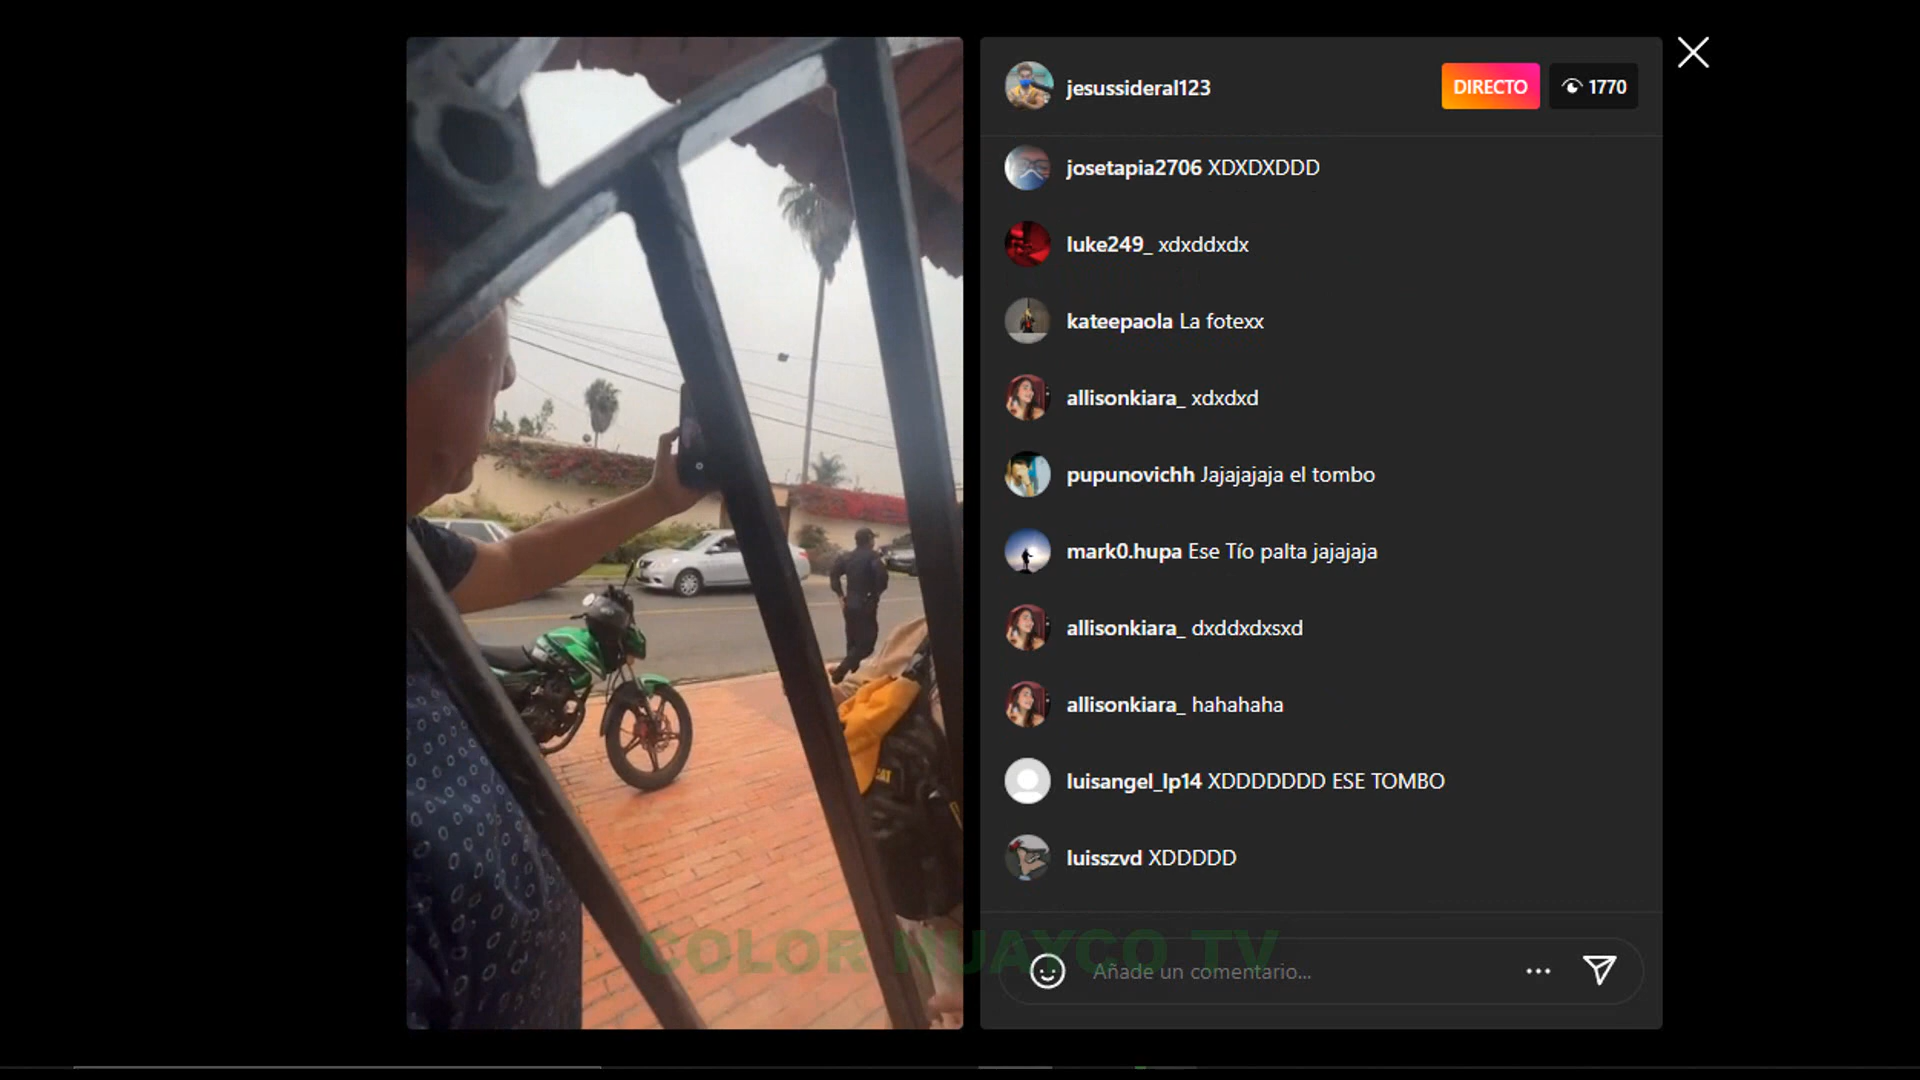 jesussideral123
DIRECTO
1770
josetapia2706 XDXDXDDD
luke249_ xdxddxdx
kateepaola La fotexx
allisonkiara_ xdxdxd
pupunovichh Jajajajaja el tombo
mark0.hupa Ese Tío palta jajajaja
allisonkiara_ dxddxdxsxd
allisonkiara_ hahahaha
luisangel_lp14 XDDDDDDD ESE TOMBO
luisszvd XDDDDD
CAT
COLOR HUAYCO TV
Añade un comentario...